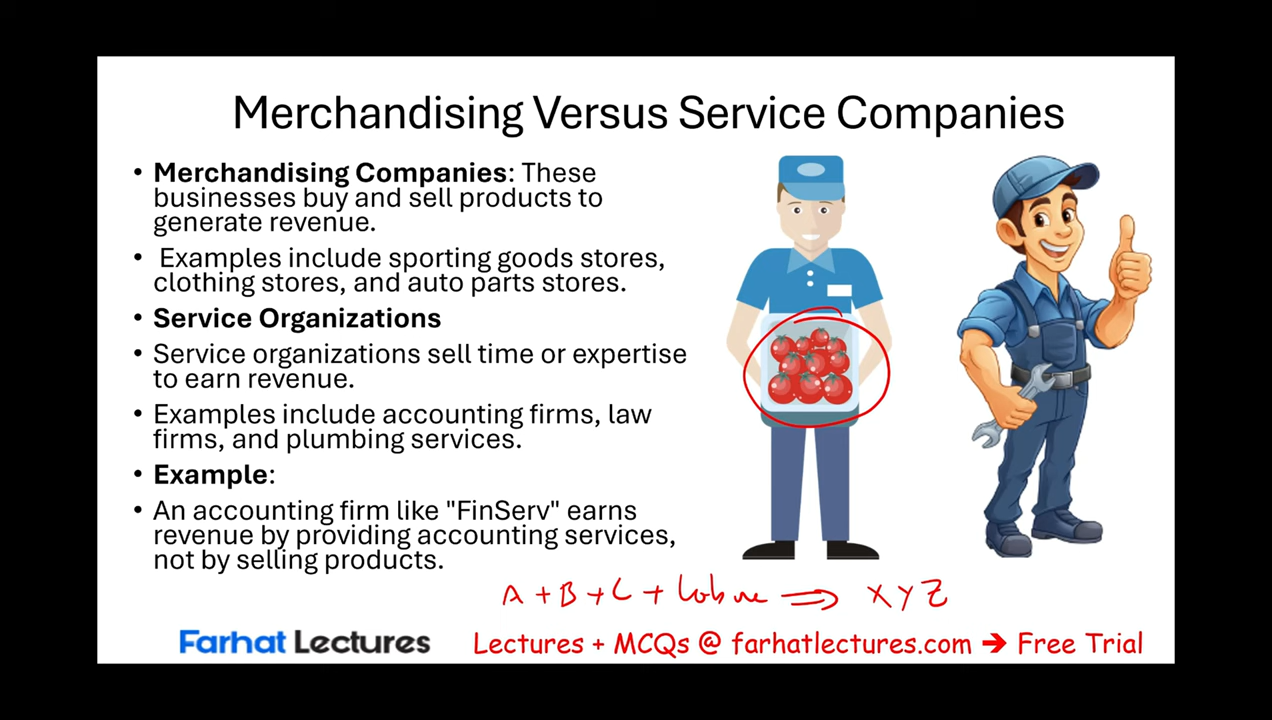 Merchandising Versus Service Companies
• Merchandising Companies: These
businesses buy and sell products to
generate revenue.
• Examples include sporting goods stores,
clothing stores, and auto parts stores.
• Service Organizations
• Service organizations sell time or expertise
to earn revenue.
• Examples include accounting firms, law
firms, and plumbing services.
• Example:
• An accounting firm like "FinServ" earns
revenue by providing accounting services,
not by selling products.
A + B + C + ⇒ XYZ
Farhat Lectures
Lectures + MCQs @ farhatlectures.com ➔ Free Trial